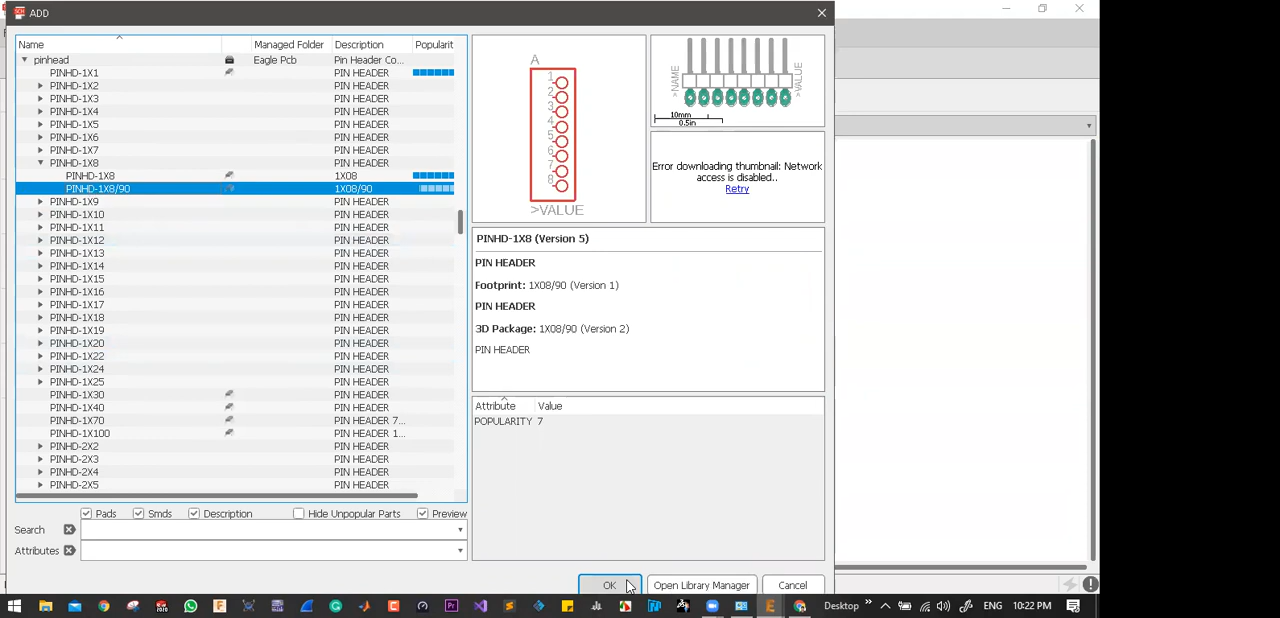 ADD
Name Managed Folder Description Popularit
pinhead Eagle Pcb Pin Header Co...
PINHD-1X1 PIN HEADER
PINHD-1X2 PIN HEADER
PINHD-1X3 PIN HEADER
PINHD-1X4 PIN HEADER
PINHD-1X5 PIN HEADER
PINHD-1X6 PIN HEADER
PINHD-1X7 PIN HEADER
PINHD-1X8 PIN HEADER
PINHD-1X8 1X08
PINHD-1X8/90 1X08/90
PINHD-1X9 PIN HEADER
PINHD-1X10 PIN HEADER
PINHD-1X11 PIN HEADER
PINHD-1X12 PIN HEADER
PINHD-1X13 PIN HEADER
PINHD-1X14 PIN HEADER
PINHD-1X15 PIN HEADER
PINHD-1X16 PIN HEADER
PINHD-1X17 PIN HEADER
PINHD-1X18 PIN HEADER
PINHD-1X19 PIN HEADER
PINHD-1X20 PIN HEADER
PINHD-1X22 PIN HEADER
PINHD-1X24 PIN HEADER
PINHD-1X25 PIN HEADER
PINHD-1X30 PIN HEADER
PINHD-1X40 PIN HEADER
PINHD-1X70 PIN HEADER 7...
PINHD-1X100 PIN HEADER 1...
PINHD-2X2 PIN HEADER
PINHD-2X3 PIN HEADER
PINHD-2X4 PIN HEADER
PINHD-2X5 PIN HEADER
Pads Smds Description Hide Unpopular Parts Preview
Search
Attributes
A
1
2
3
4
5
6
7
8
>VALUE
>NAME
>VALUE
10mm
0.5in
Error downloading thumbnail: Network
access is disabled..
Retry
PINHD-1X8 (Version 5)
PIN HEADER
Footprint: 1X08/90 (Version 1)
PIN HEADER
3D Package: 1X08/90 (Version 2)
PIN HEADER
Attribute Value
POPULARITY 7
OK Open Library Manager Cancel
Desktop ENG 10:22 PM